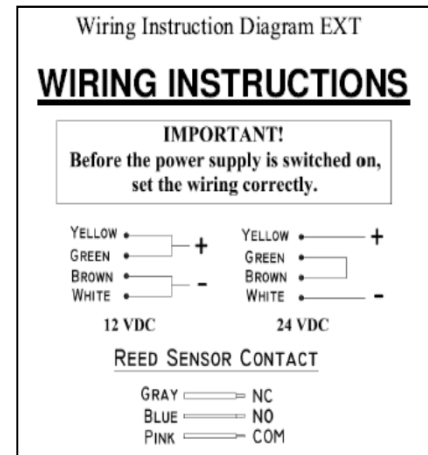 Wiring Instruction Diagram EXT
WIRING INSTRUCTIONS
IMPORTANT!
Before the power supply is switched on,
set the wiring correctly.
YELLOW
GREEN
+
BROWN
WHITE
-
12 VDC
YELLOW
+
GREEN
BROWN
WHITE
-
24 VDC
REED SENSOR CONTACT
GRAY NC
BLUE NO
PINK COM